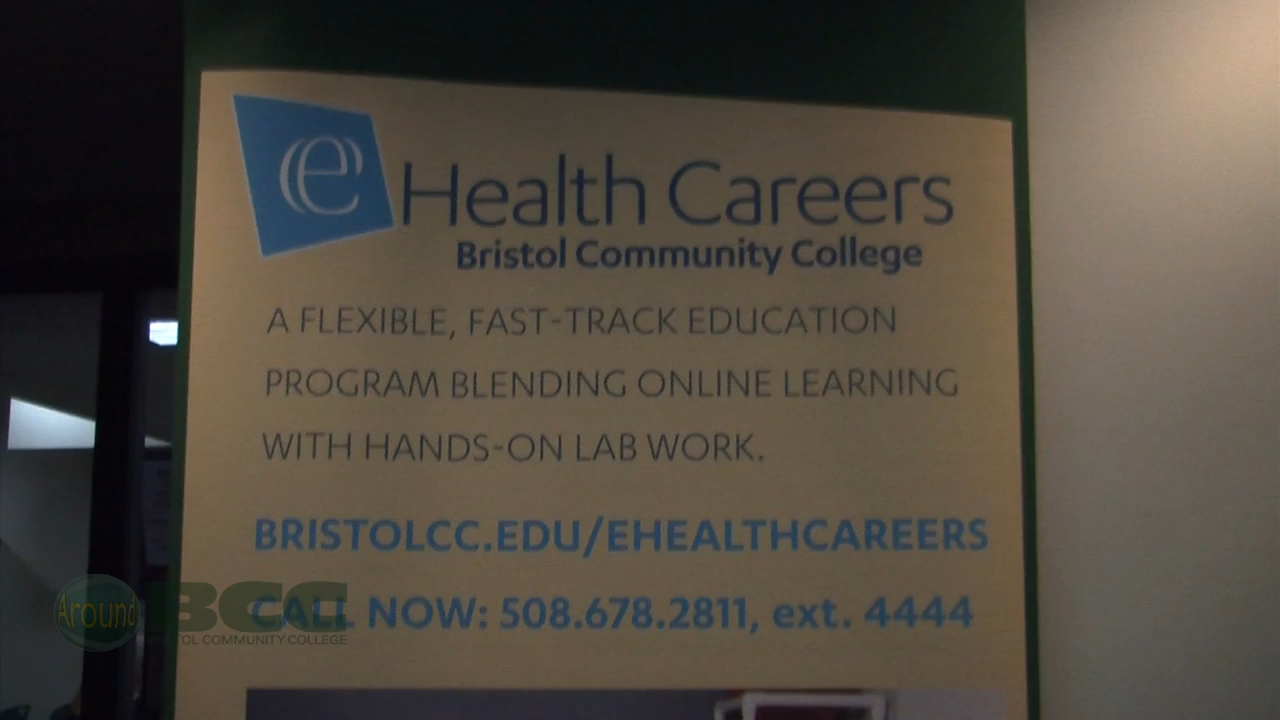 e Health Careers
Bristol Community College
A FLEXIBLE, FAST-TRACK EDUCATION
PROGRAM BLENDING ONLINE LEARNING
WITH HANDS-ON LAB WORK.
BRISTOLCC.EDU/EHEALTHCAREERS
CALL NOW: 508.678.2811, ext. 4444
Around BCC
BRISTOL COMMUNITY COLLEGE